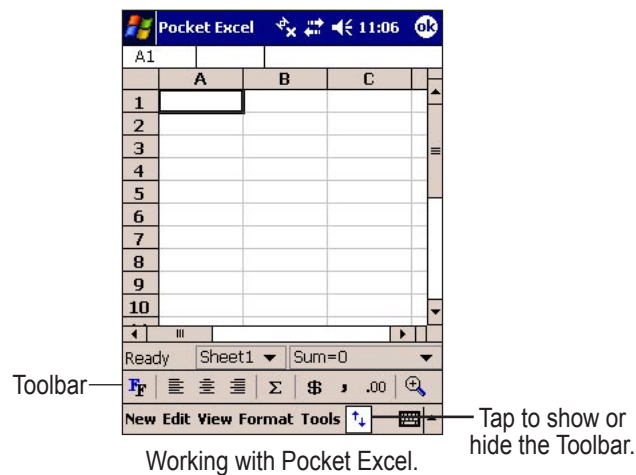 Pocket Excel 11:06 ok
A1
A B C
1
2
3
4
5
6
7
8
9
10
Ready Sheet1 Sum=0
Toolbar
FF Σ $ , .00
New Edit View Format Tools
Tap to show or
hide the Toolbar.
Working with Pocket Excel.